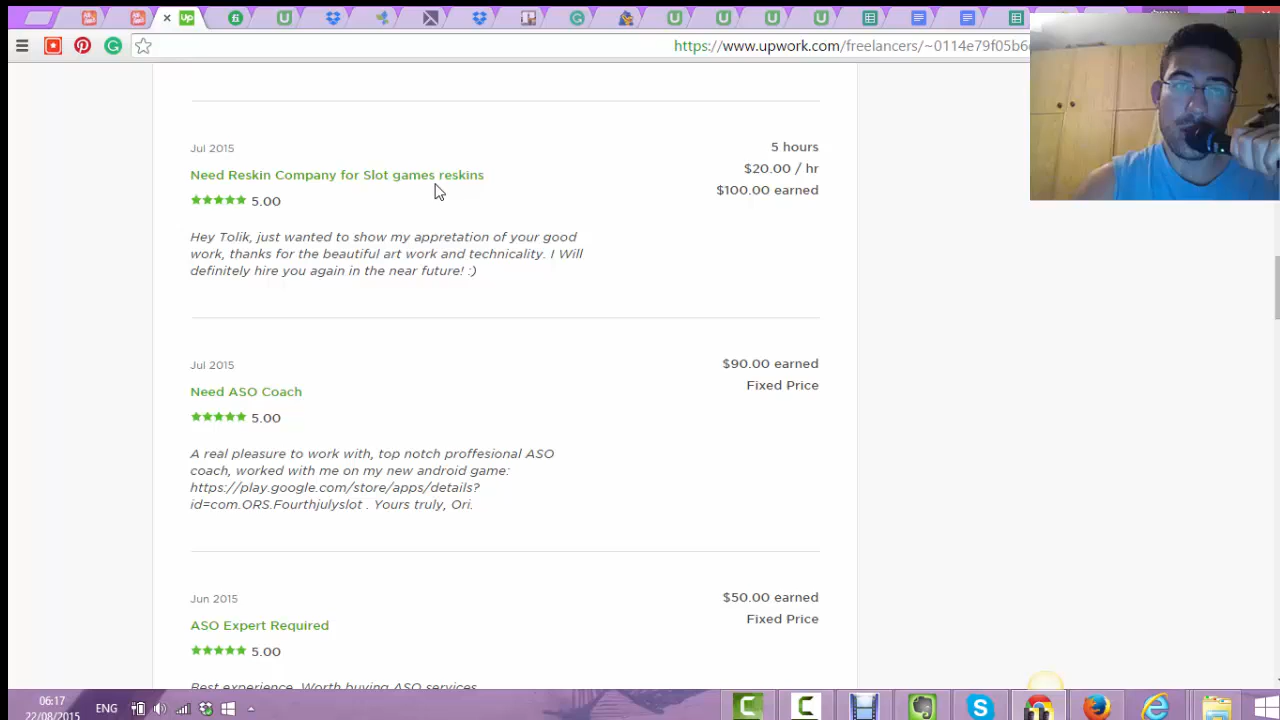 https://www.upwork.com/freelancers/~0114e79f05b6
Jul 2015
5 hours
Need Reskin Company for Slot games reskins
$20.00 / hr
5.00
$100.00 earned
Hey Tolik, just wanted to show my appretation of your good
work, thanks for the beautiful art work and technicality. I Will
definitely hire you again in the near future! :)
Jul 2015
$90.00 earned
Need ASO Coach
Fixed Price
5.00
A real pleasure to work with, top notch proffesional ASO
coach, worked with me on my new android game:
https://play.google.com/store/apps/details?
id=com.ORS.Fourthjulyslot . Yours truly, Ori.
Jun 2015
$50.00 earned
ASO Expert Required
Fixed Price
5.00
Best experience. Worth buying ASO services
06:17
ENG
22/08/2015